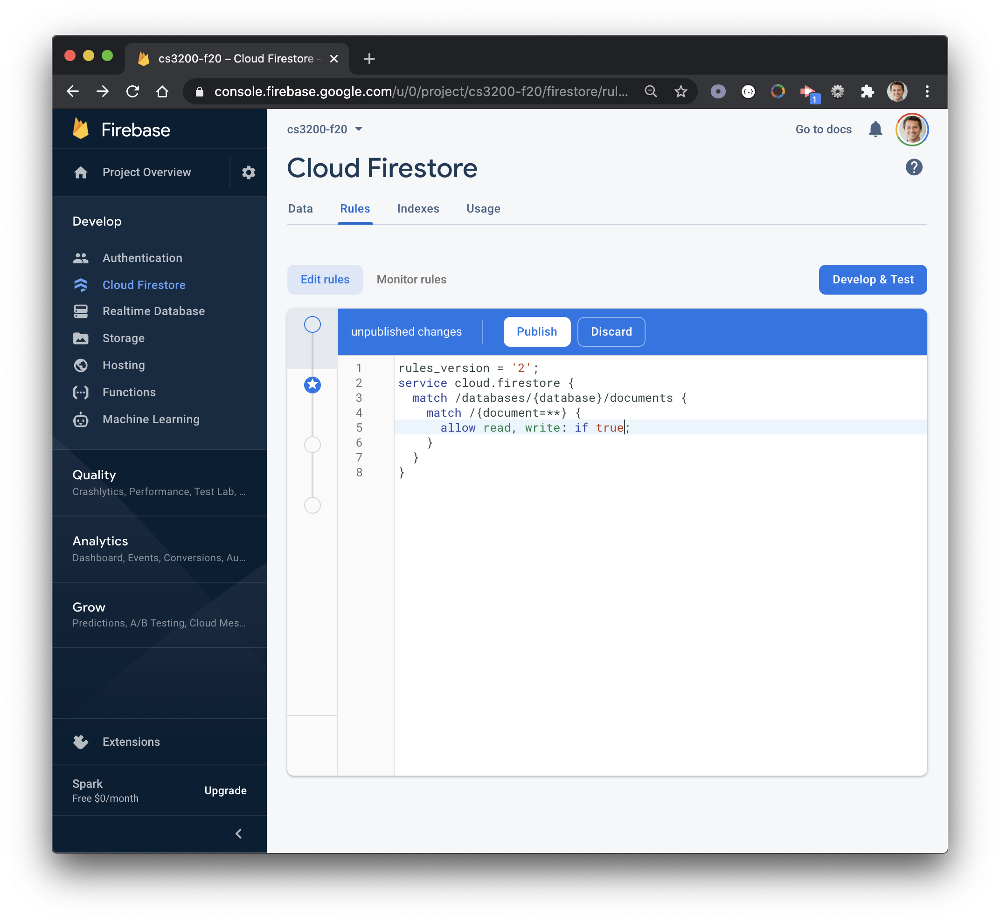 cs3200-f20 – Cloud Firestore –
console.firebase.google.com/u/0/project/cs3200-f20/firestore/rul...
{...}
1
Firebase
Project Overview
Develop
Authentication
Cloud Firestore
Realtime Database
Storage
Hosting
Functions
Machine Learning
Quality
Crashlytics, Performance, Test Lab, ...
Analytics
Dashboard, Events, Conversions, Au...
Grow
Predictions, A/B Testing, Cloud Mes...
Extensions
Spark
Free $0/month
Upgrade
cs3200-f20
Go to docs
Cloud Firestore
?
Data Rules Indexes Usage
Edit rules Monitor rules Develop & Test
unpublished changes Publish Discard
1 rules_version = '2';
2 service cloud.firestore {
3   match /databases/{database}/documents {
4     match /{document=**} {
5       allow read, write: if true;
6     }
7   }
8 }